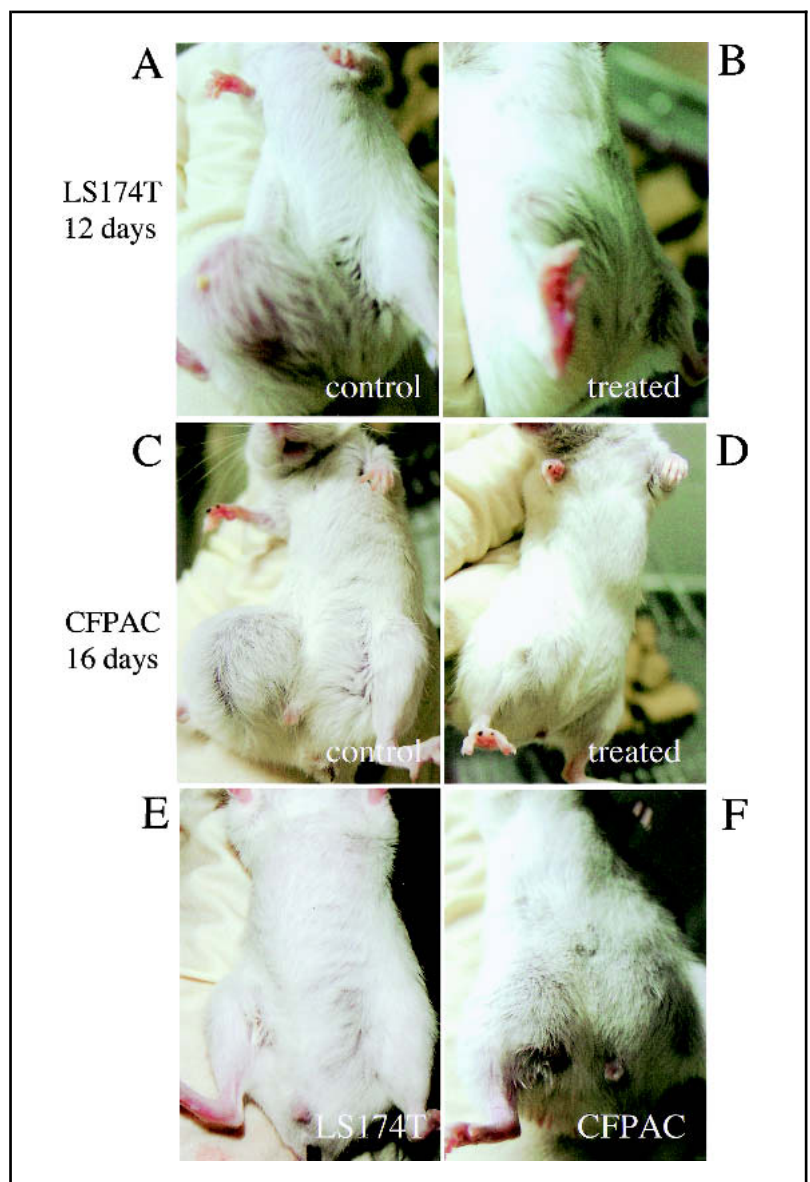 A
B
LS174T
12 days
control
treated
C
D
CFPAC
16 days
control
treated
E
F
LS174T
CFPAC